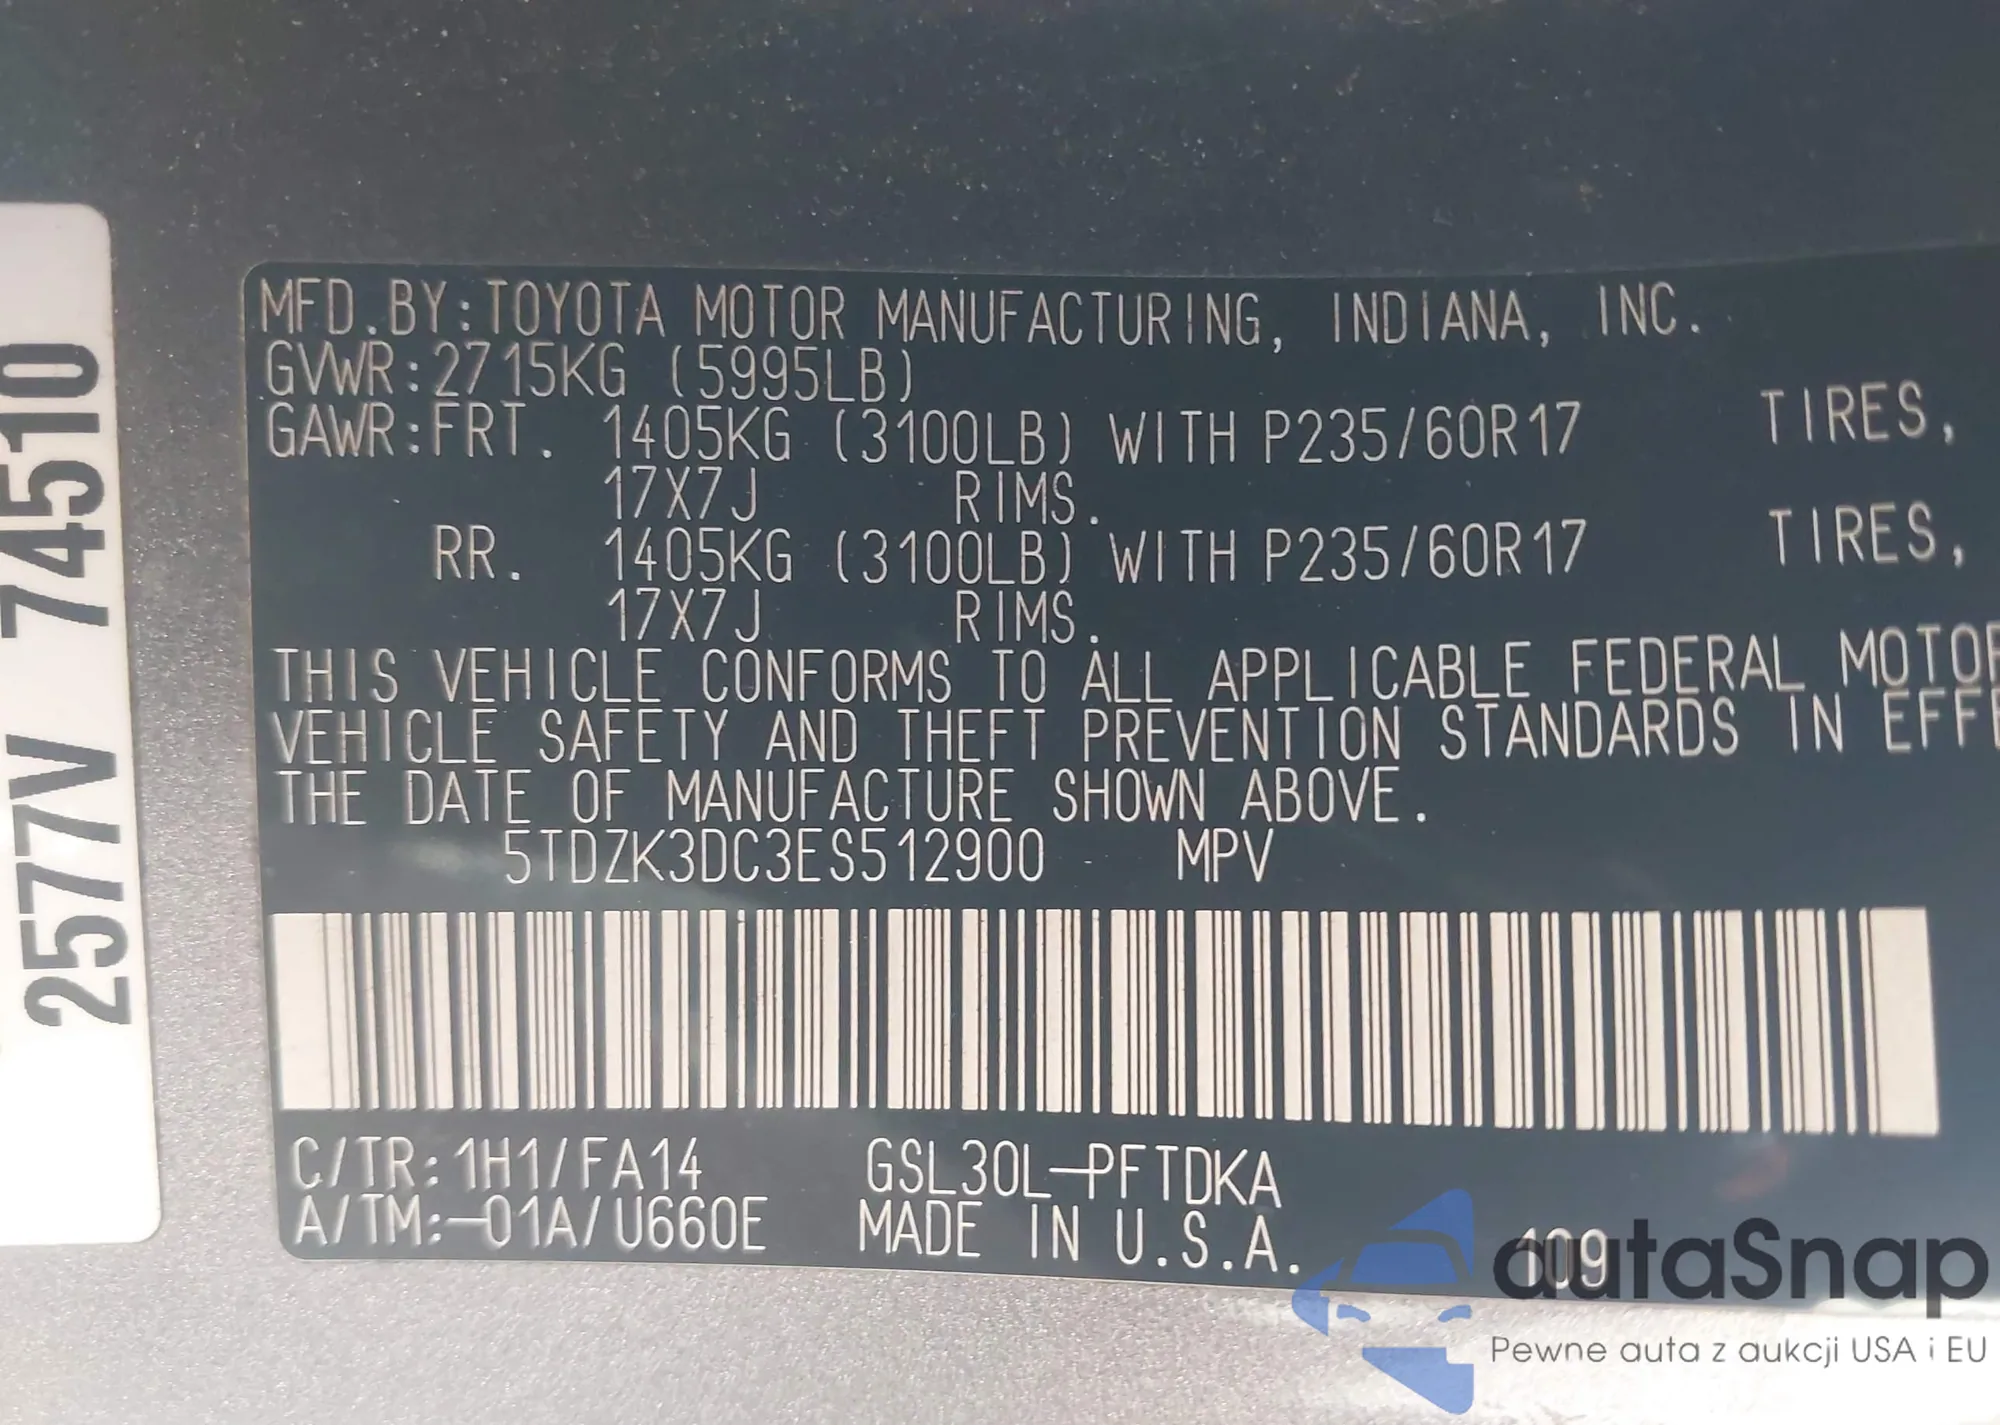 MFD.BY:TOYOTA MOTOR MANUFACTURING, INDIANA, INC.
GVWR:2715KG (5995LB)
GAWR:FRT. 1405KG (3100LB) WITH P235/60R17 TIRES,
17X7J RIMS.
RR. 1405KG (3100LB) WITH P235/60R17 TIRES,
17X7J RIMS.
THIS VEHICLE CONFORMS TO ALL APPLICABLE FEDERAL MOTOR
VEHICLE SAFETY AND THEFT PREVENTION STANDARDS IN EFFE
THE DATE OF MANUFACTURE SHOWN ABOVE.
5TDZK3DC3ES512900 MPV
C/TR:1H1/FA14 GSL30L-PFTDKA
A/TM:-01A/U660E MADE IN U.S.A. 109
2577V 74510
autaSnap
Pewne auta z aukcji USA i EU